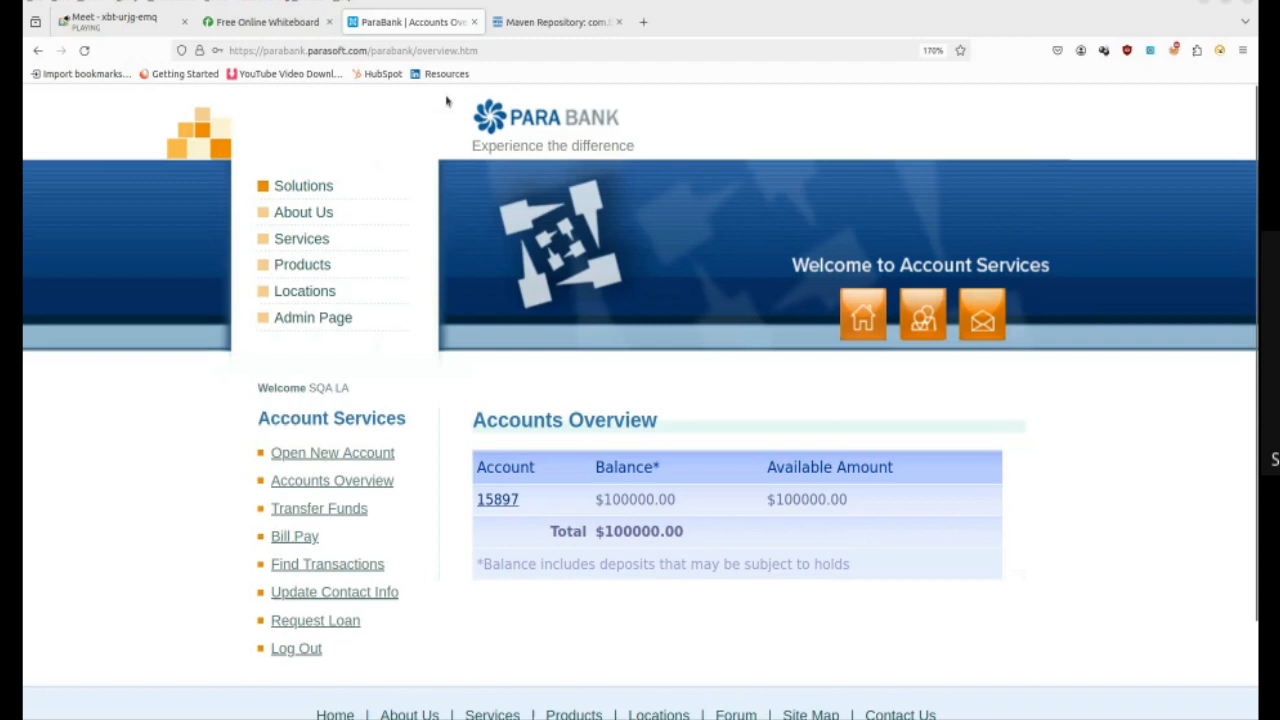 Meet - xbt-urjg-emq
PLAYING
Free Online Whiteboard
ParaBank | Accounts Ove
Maven Repository: com.
https://parabank.parasoft.com/parabank/overview.htm
170%
Import bookmarks...
Getting Started
YouTube Video Downl...
HubSpot
Resources
PARA BANK
Experience the difference
Solutions
About Us
Services
Products
Locations
Admin Page
Welcome to Account Services
Welcome SQA LA
Account Services
Open New Account
Accounts Overview
Transfer Funds
Bill Pay
Find Transactions
Update Contact Info
Request Loan
Log Out
Accounts Overview
Account Balance* Available Amount
15897 $100000.00 $100000.00
Total $100000.00
*Balance includes deposits that may be subject to holds
Home | About Us | Services | Products | Locations | Forum | Site Map | Contact Us
S